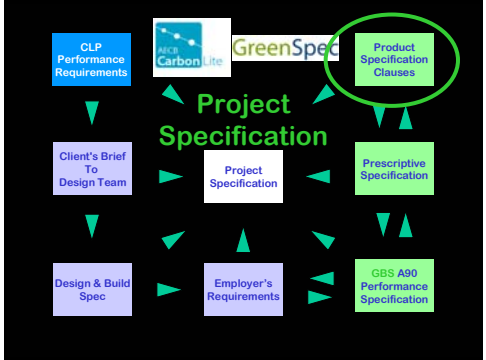 CLP
Performance
Requirements
AECB
CarbonLite
GreenSpec
Product
Specification
Clauses
Project
Specification
Client's Brief
To
Design Team
Project
Specification
Prescriptive
Specification
Design & Build
Spec
Employer's
Requirements
GBS A90
Performance
Specification